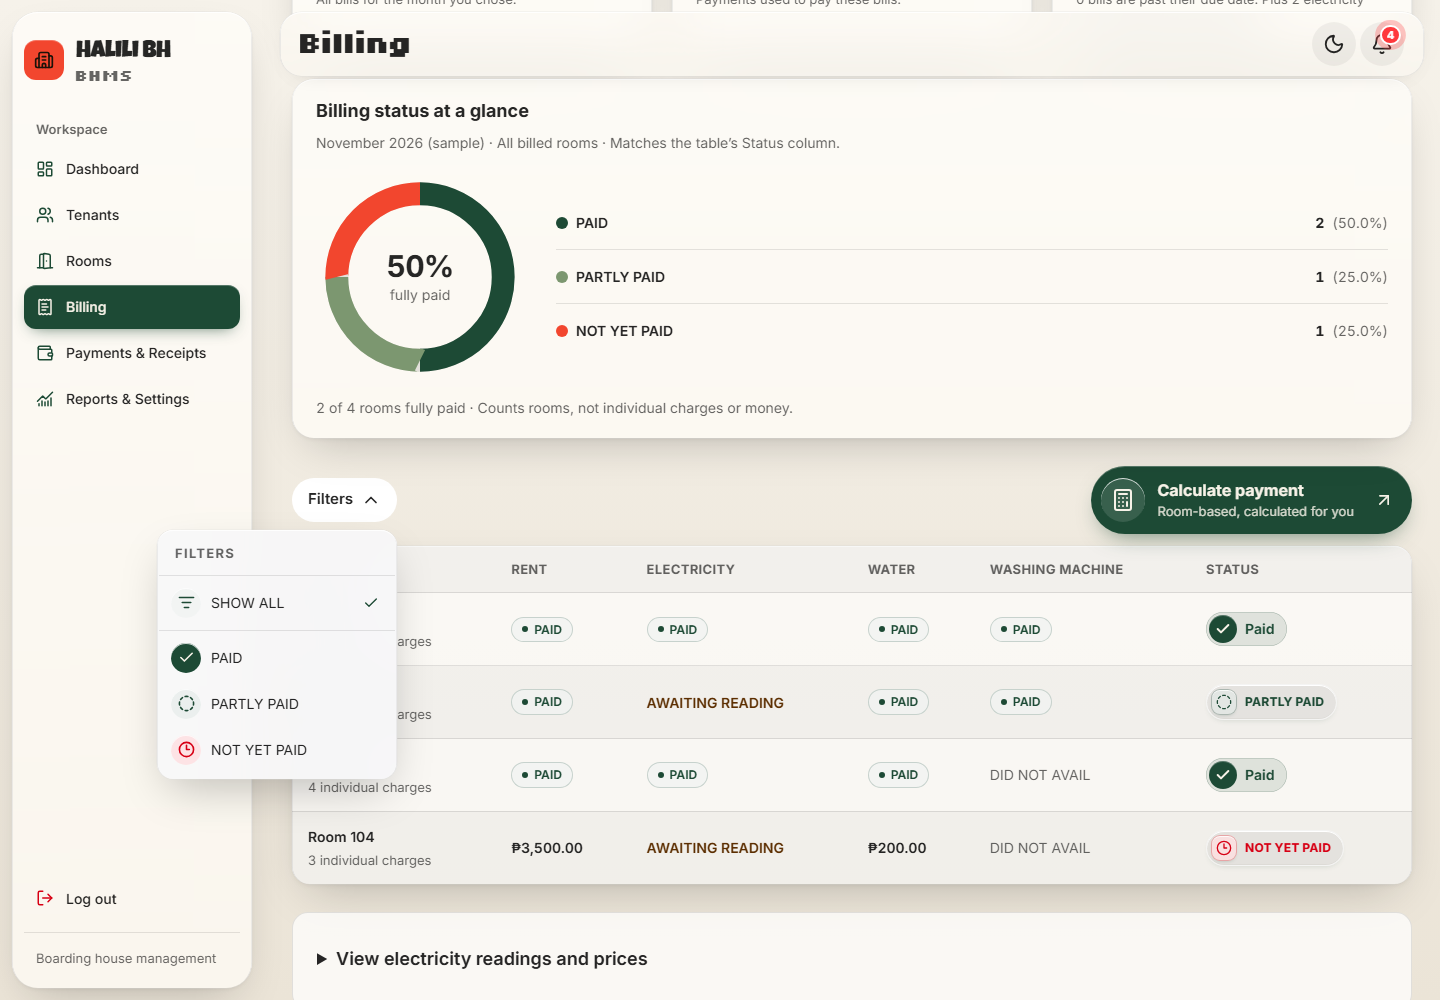 All bills for the month you chose.
Payments used to pay these bills.
0 bills are past their due date. Plus 2 electricity
HALILI BH
BHMS
Billing
4
Workspace
Dashboard
Tenants
Rooms
Billing
Payments & Receipts
Reports & Settings
Log out
Boarding house management
Billing status at a glance
November 2026 (sample) · All billed rooms · Matches the table’s Status column.
50%
fully paid
PAID 2 (50.0%)
PARTLY PAID 1 (25.0%)
NOT YET PAID 1 (25.0%)
2 of 4 rooms fully paid · Counts rooms, not individual charges or money.
Filters
Calculate payment
Room-based, calculated for you
FILTERS
SHOW ALL
PAID
PARTLY PAID
NOT YET PAID
RENT ELECTRICITY WATER WASHING MACHINE STATUS
arges PAID PAID PAID PAID Paid
arges PAID AWAITING READING PAID PAID PARTLY PAID
4 individual charges PAID PAID PAID DID NOT AVAIL Paid
Room 104
3 individual charges ₱3,500.00 AWAITING READING ₱200.00 DID NOT AVAIL NOT YET PAID
View electricity readings and prices